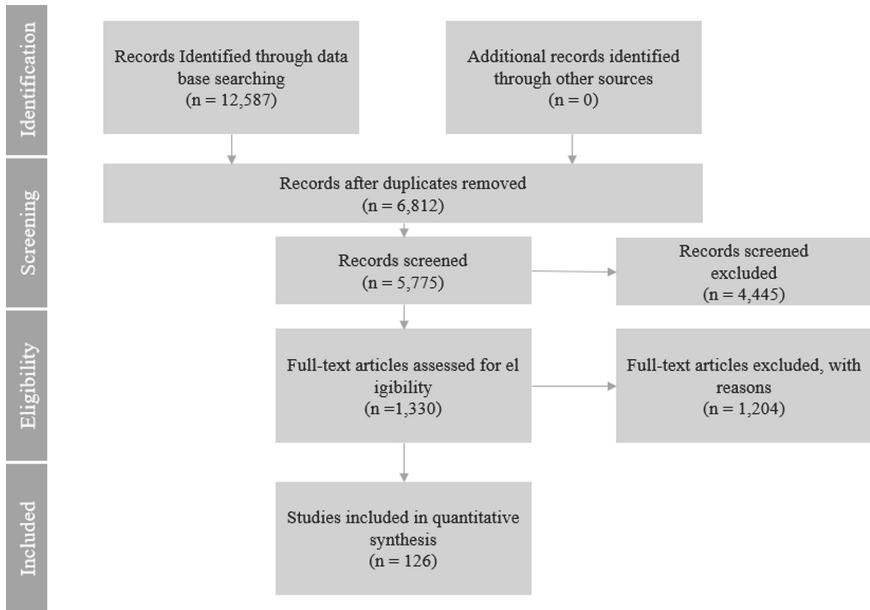 Identification
Records Identified through data
base searching
(n = 12,587)
Additional records identified
through other sources
(n = 0)
Screening
Records after duplicates removed
(n = 6,812)
Records screened
(n = 5,775)
Records screened
excluded
(n = 4,445)
Eligibility
Full-text articles assessed for el
igibility
(n =1,330)
Full-text articles excluded, with
reasons
(n = 1,204)
Included
Studies included in quantitative
synthesis
(n = 126)